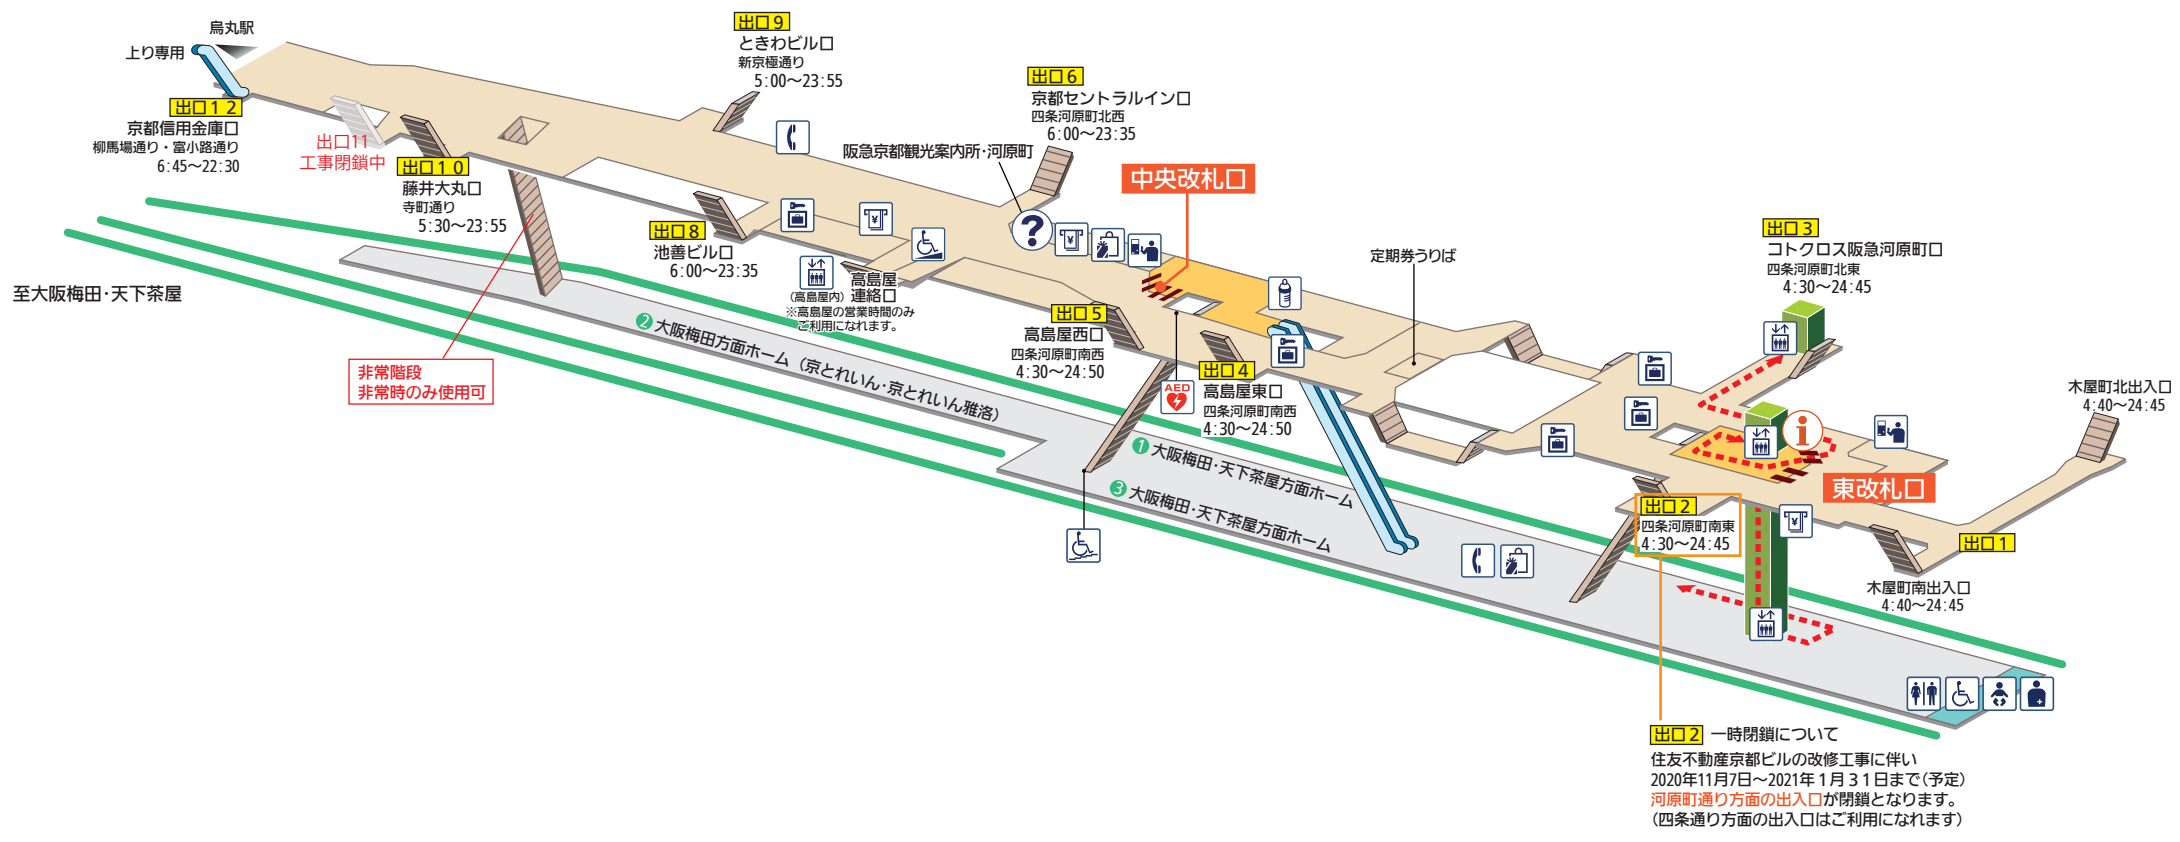 烏丸駅
上り専用
出口12
京都信用金庫口
柳馬場通り・富小路通り
6:45〜22:30
出口11
工事閉鎖中
出口10
藤井大丸口
寺町通り
5:30〜23:55
出口9
ときわビル口
新京極通り
5:00〜23:55
出口8
池善ビル口
6:00〜23:35
(高島屋内)
高島屋
連絡口
※高島屋の営業時間のみ
ご利用になれます。
阪急京都観光案内所・河原町
?
出口6
京都セントラルイン口
四条河原町北西
6:00〜23:35
中央改札口
出口5
高島屋西口
四条河原町南西
4:30〜24:50
AED
出口4
高島屋東口
四条河原町南西
4:30〜24:50
定期券うりば
出口3
コトクロス阪急河原町口
四条河原町北東
4:30〜24:45
木屋町北出入口
4:40〜24:45
東改札口
出口2
四条河原町南東
4:30〜24:45
出口1
木屋町南出入口
4:40〜24:45
至大阪梅田・天下茶屋
非常階段
非常時のみ使用可
2 大阪梅田方面ホーム (京とれいん・京とれいん雅洛)
1 大阪梅田・天下茶屋方面ホーム
3 大阪梅田・天下茶屋方面ホーム
出口2 一時閉鎖について
住友不動産京都ビルの改修工事に伴い
2020年11月7日〜2021年1月31日まで(予定)
河原町通り方面の出入口が閉鎖となります。
(四条通り方面の出入口はご利用になれます)